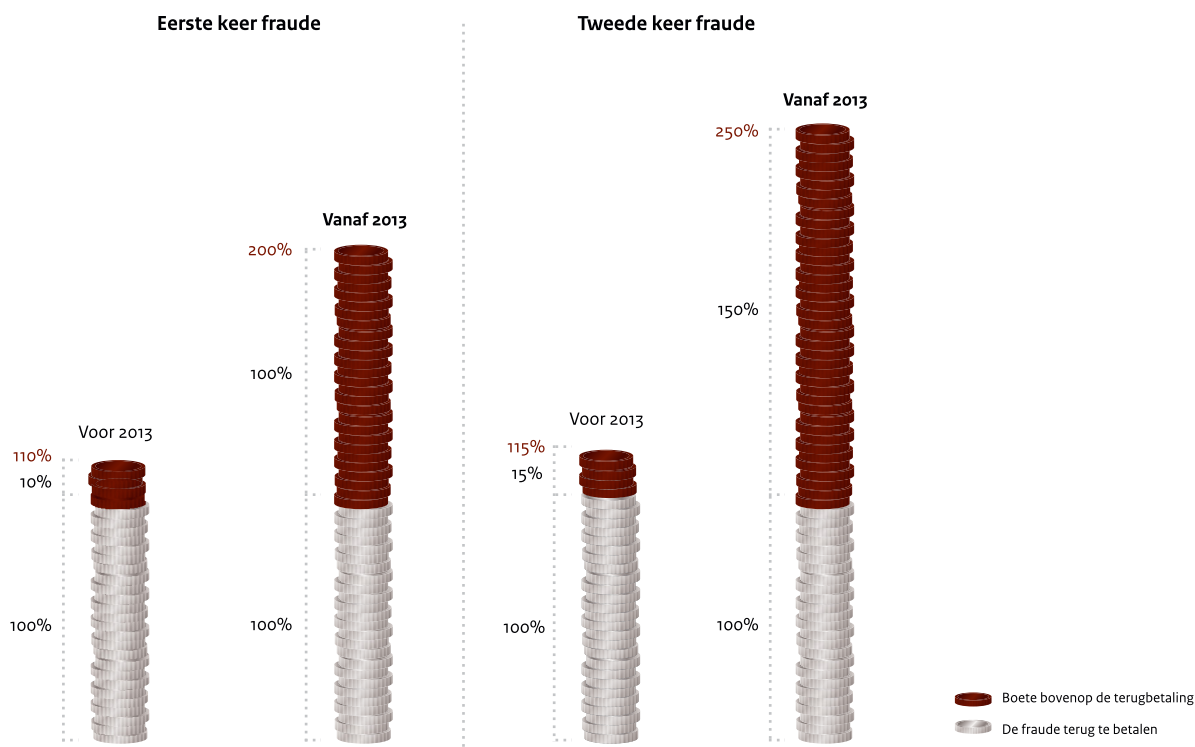 Eerste keer fraude
Voor 2013
110%
10%
100%
Vanaf 2013
200%
100%
100%
Tweede keer fraude
Voor 2013
115%
15%
100%
Vanaf 2013
250%
150%
100%
Boete bovenop de terugbetaling
De fraude terug te betalen